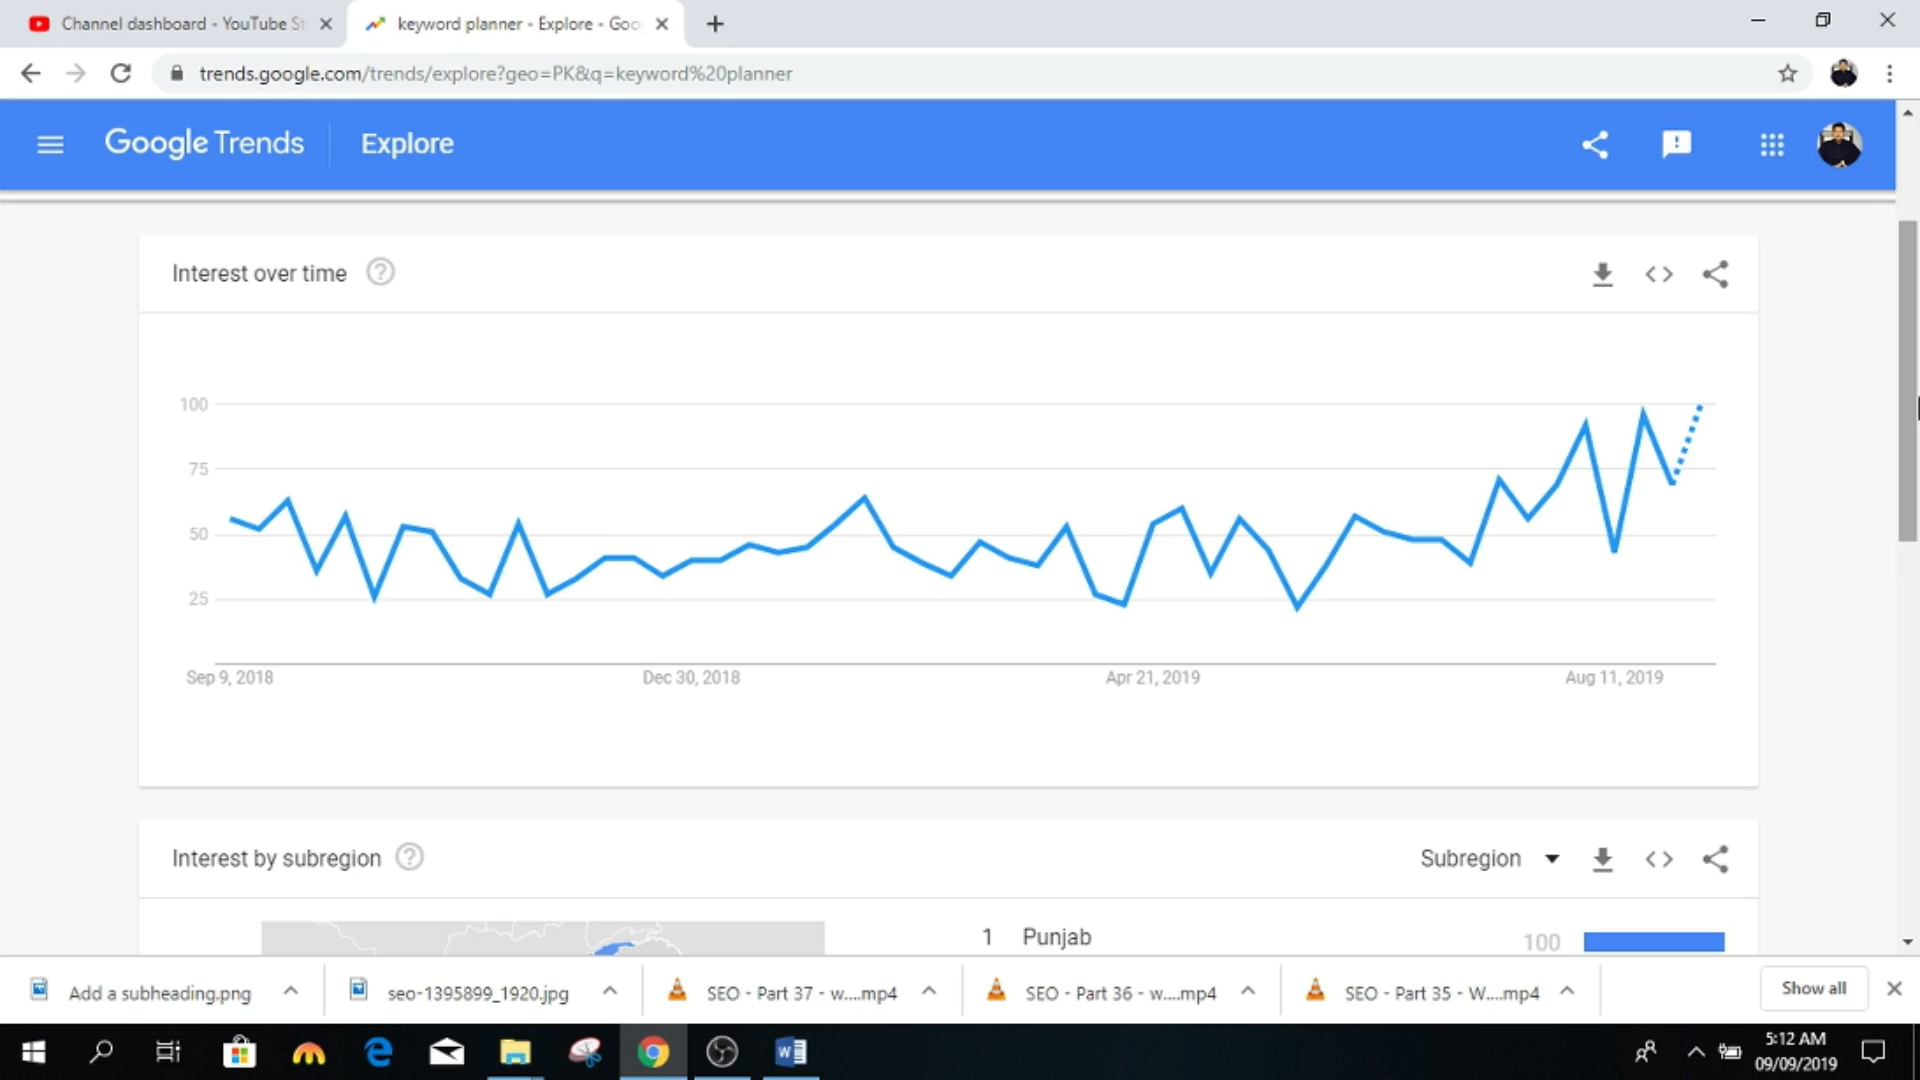 Channel dashboard - YouTube St
keyword planner - Explore - Goo
trends.google.com/trends/explore?geo=PK&q=keyword%20planner
Google Trends
Explore
Interest over time
100
75
50
25
Sep 9, 2018
Dec 30, 2018
Apr 21, 2019
Aug 11, 2019
Interest by subregion
Subregion
1 Punjab 100
Add a subheading.png
seo-1395899_1920.jpg
SEO - Part 37 - w....mp4
SEO - Part 36 - w....mp4
SEO - Part 35 - W....mp4
Show all
5:12 AM
09/09/2019